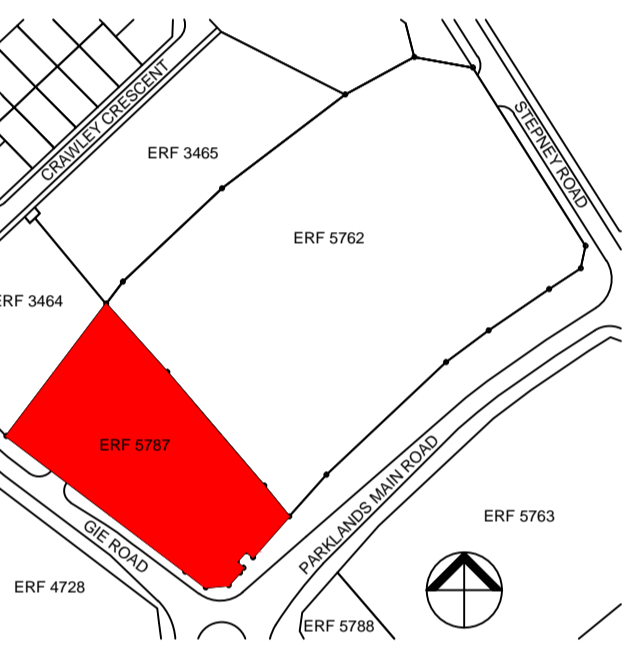 CRAWLEY CRESCENT
STEPNEY ROAD
ERF 3465
ERF 5762
ERF 3464
ERF 5787
PARKLANDS MAIN ROAD
GIE ROAD
ERF 5763
ERF 4728
ERF 5788